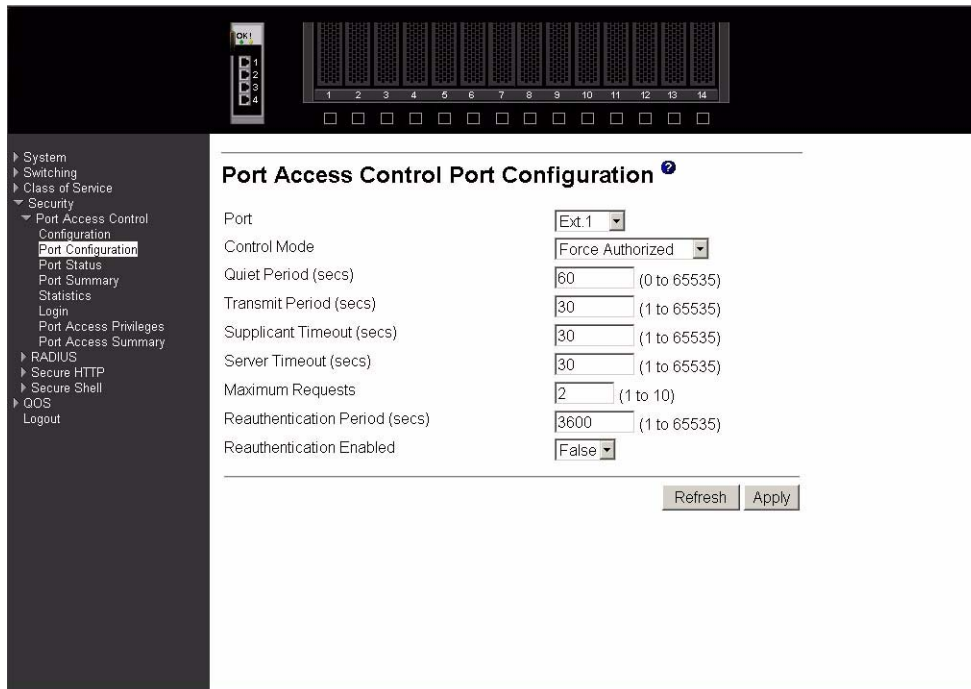 OK!
1
2
3
4
1 2 3 4 5 6 7 8 9 10 11 12 13 14
System
Switching
Class of Service
Security
Port Access Control
Configuration
Port Configuration
Port Status
Port Summary
Statistics
Login
Port Access Privileges
Port Access Summary
RADIUS
Secure HTTP
Secure Shell
QOS
Logout
Port Access Control Port Configuration ?
Port Ext.1
Control Mode Force Authorized
Quiet Period (secs) 60 (0 to 65535)
Transmit Period (secs) 30 (1 to 65535)
Supplicant Timeout (secs) 30 (1 to 65535)
Server Timeout (secs) 30 (1 to 65535)
Maximum Requests 2 (1 to 10)
Reauthentication Period (secs) 3600 (1 to 65535)
Reauthentication Enabled False
Refresh Apply